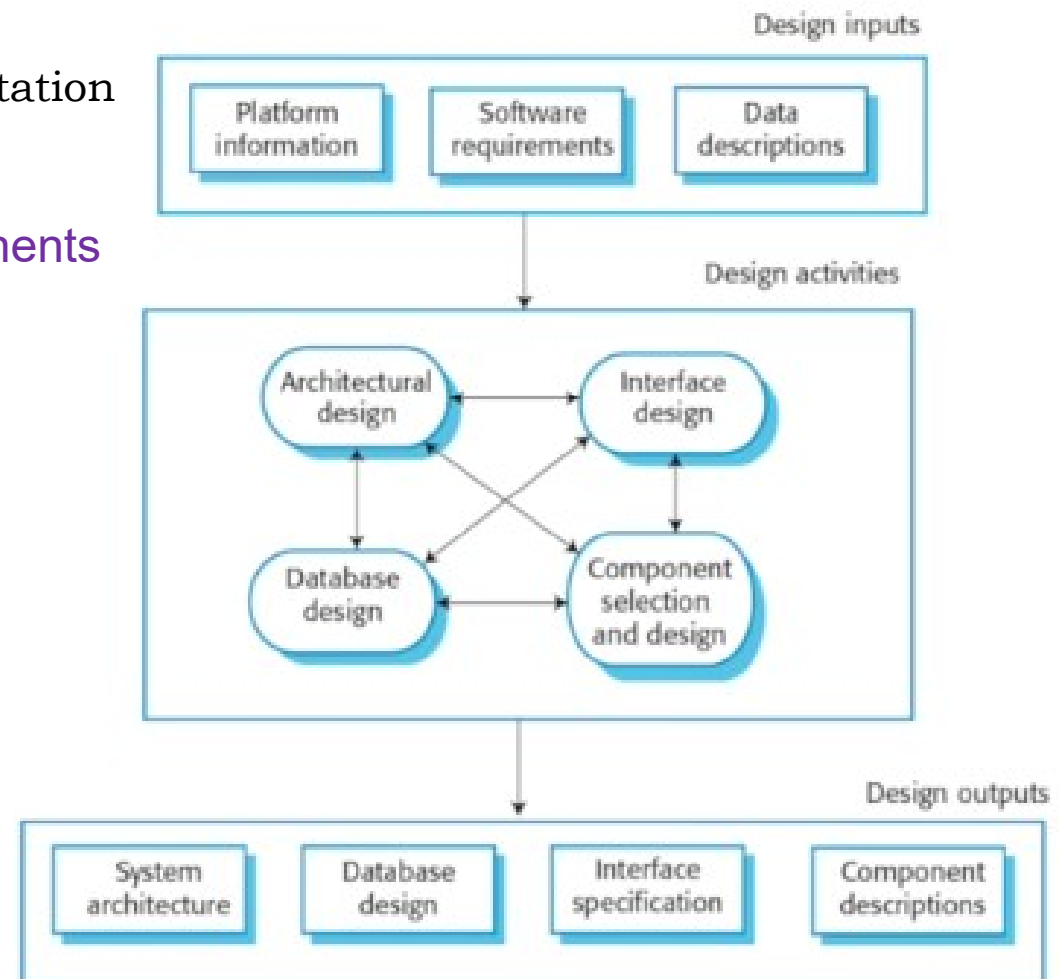 Design inputs
tation
Platform
information
Software
requirements
Data
descriptions
nents
Design activities
Architectural
design
Interface
design
Database
design
Component
selection
and design
Design outputs
System
architecture
Database
design
Interface
specification
Component
descriptions